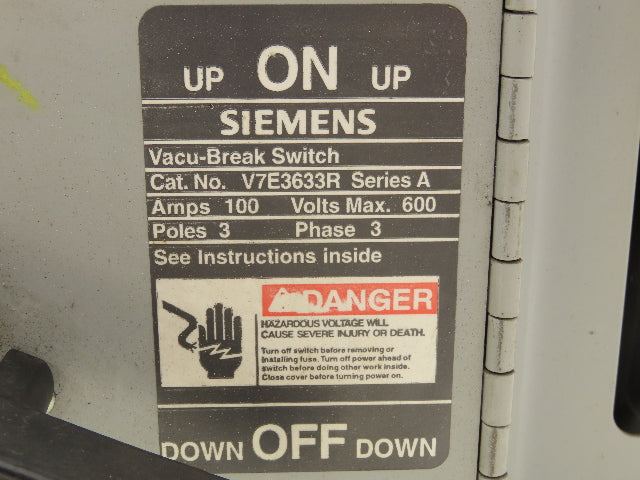 UP ON UP
SIEMENS
Vacu-Break Switch
Cat. No. V7E3633R Series A
Amps 100 Volts Max. 600
Poles 3 Phase 3
See Instructions inside
DANGER
HAZARDOUS VOLTAGE WILL
CAUSE SEVERE INJURY OR DEATH.
Turn off switch before removing or
installing fuse. Turn off power ahead of
switch before doing other work inside.
Close cover before turning power on.
DOWN OFF DOWN